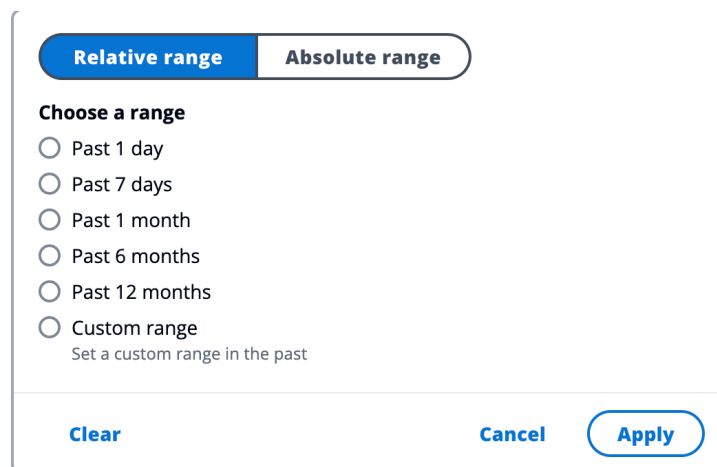 Relative range Absolute range
Choose a range
Past 1 day
Past 7 days
Past 1 month
Past 6 months
Past 12 months
Custom range
Set a custom range in the past
Clear Cancel Apply